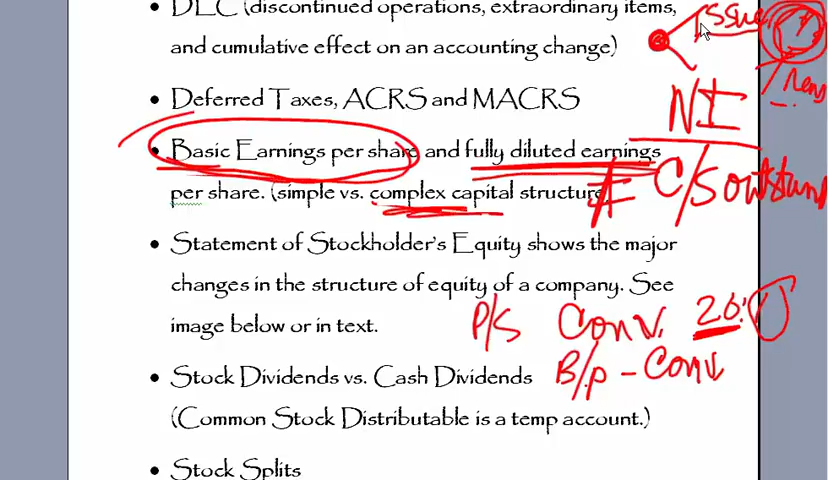 • DEC (discontinued operations, extraordinary items,
and cumulative effect on an accounting change)
Issue
• Deferred Taxes, ACRS and MACRS
NI
C/S outstand
• Basic Earnings per share and fully diluted earnings
per share. (simple vs. complex capital structure
• Statement of Stockholder's Equity shows the major
changes in the structure of equity of a company. See
image below or in text.
P/S Conv. 20:1
• Stock Dividends vs. Cash Dividends
B/p - Conv
(Common Stock Distributable is a temp account.)
• Stock Splits